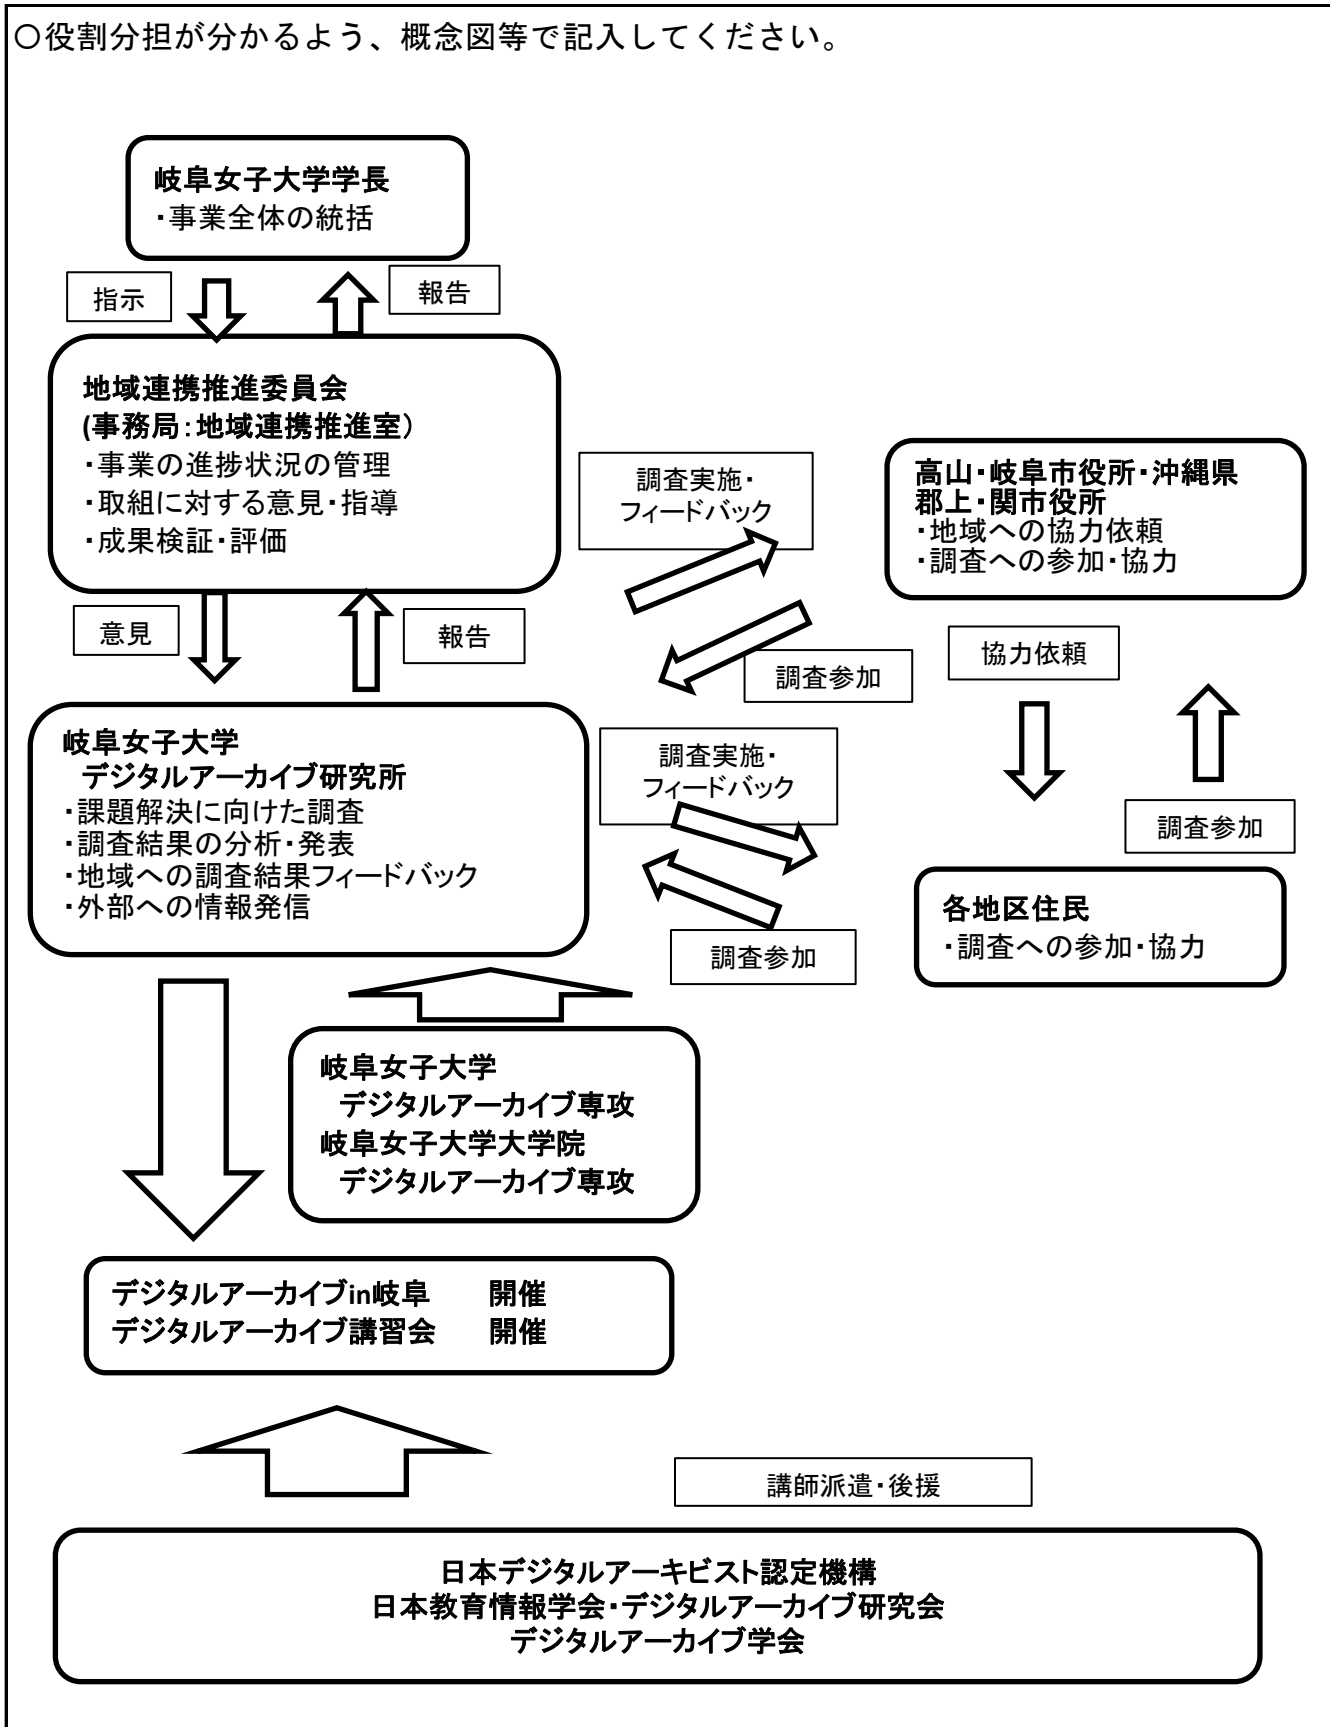 ○役割分担が分かるよう、概念図等で記入してください。
岐阜女子大学学長
・事業全体の統括
指示
報告
地域連携推進委員会
(事務局：地域連携推進室）
・事業の進捗状況の管理
・取組に対する意見・指導
・成果検証・評価
調査実施・
フィードバック
高山・岐阜市役所・沖縄県
郡上・関市役所
・地域への協力依頼
・調査への参加・協力
意見
報告
調査参加
協力依頼
岐阜女子大学
デジタルアーカイブ研究所
・課題解決に向けた調査
・調査結果の分析・発表
・地域への調査結果フィードバック
・外部への情報発信
調査実施・
フィードバック
調査参加
調査参加
各地区住民
・調査への参加・協力
岐阜女子大学
デジタルアーカイブ専攻
岐阜女子大学大学院
デジタルアーカイブ専攻
デジタルアーカイブin岐阜　　開催
デジタルアーカイブ講習会　　開催
講師派遣・後援
日本デジタルアーキビスト認定機構
日本教育情報学会・デジタルアーカイブ研究会
デジタルアーカイブ学会